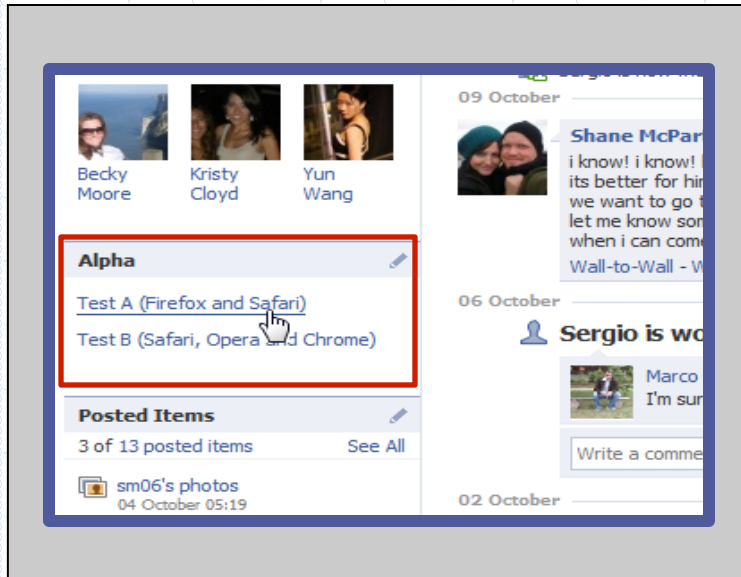 Becky
Moore
Kristy
Cloyd
Yun
Wang
Alpha
Test A (Firefox and Safari)
Test B (Safari, Opera and Chrome)
Posted Items
3 of 13 posted items See All
sm06's photos
04 October 05:19
09 October
Shane McPar
i know! i know!
its better for hi
we want to go
let me know so
when i can com
Wall-to-Wall -
06 October
Sergio is wo
Marco
I'm sur
Write a comme
02 October